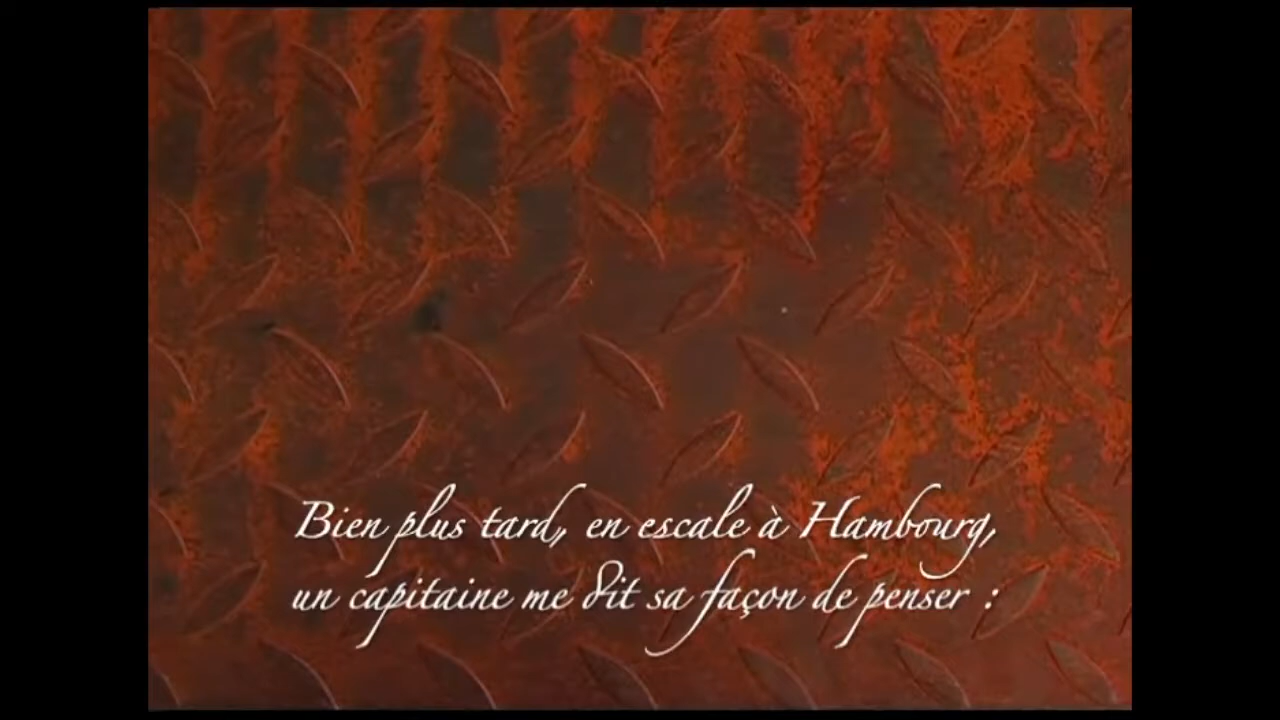 Bien plus tard, en escale à Hambourg,
un capitaine me dit sa façon de penser :